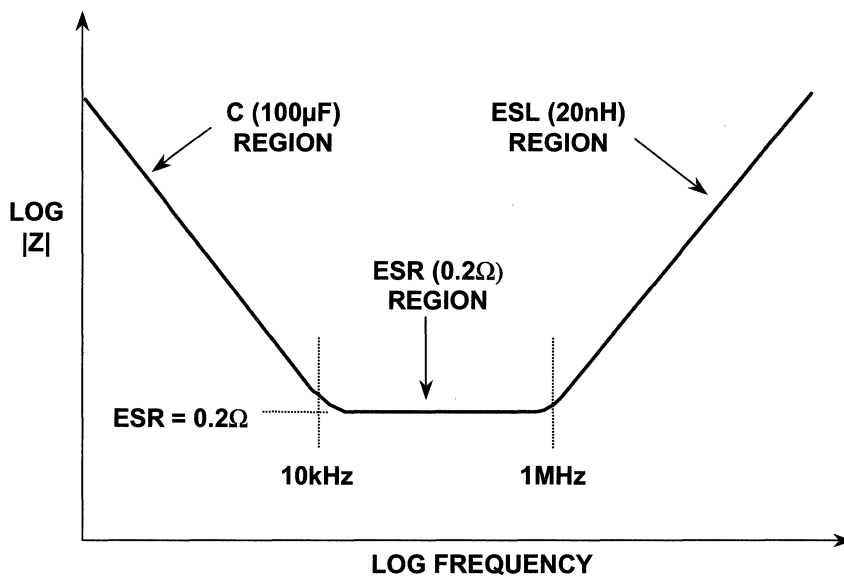 C (100µF)
REGION
ESL (20nH)
REGION
LOG
|Z|
ESR (0.2Ω)
REGION
ESR = 0.2Ω
10kHz
1MHz
LOG FREQUENCY